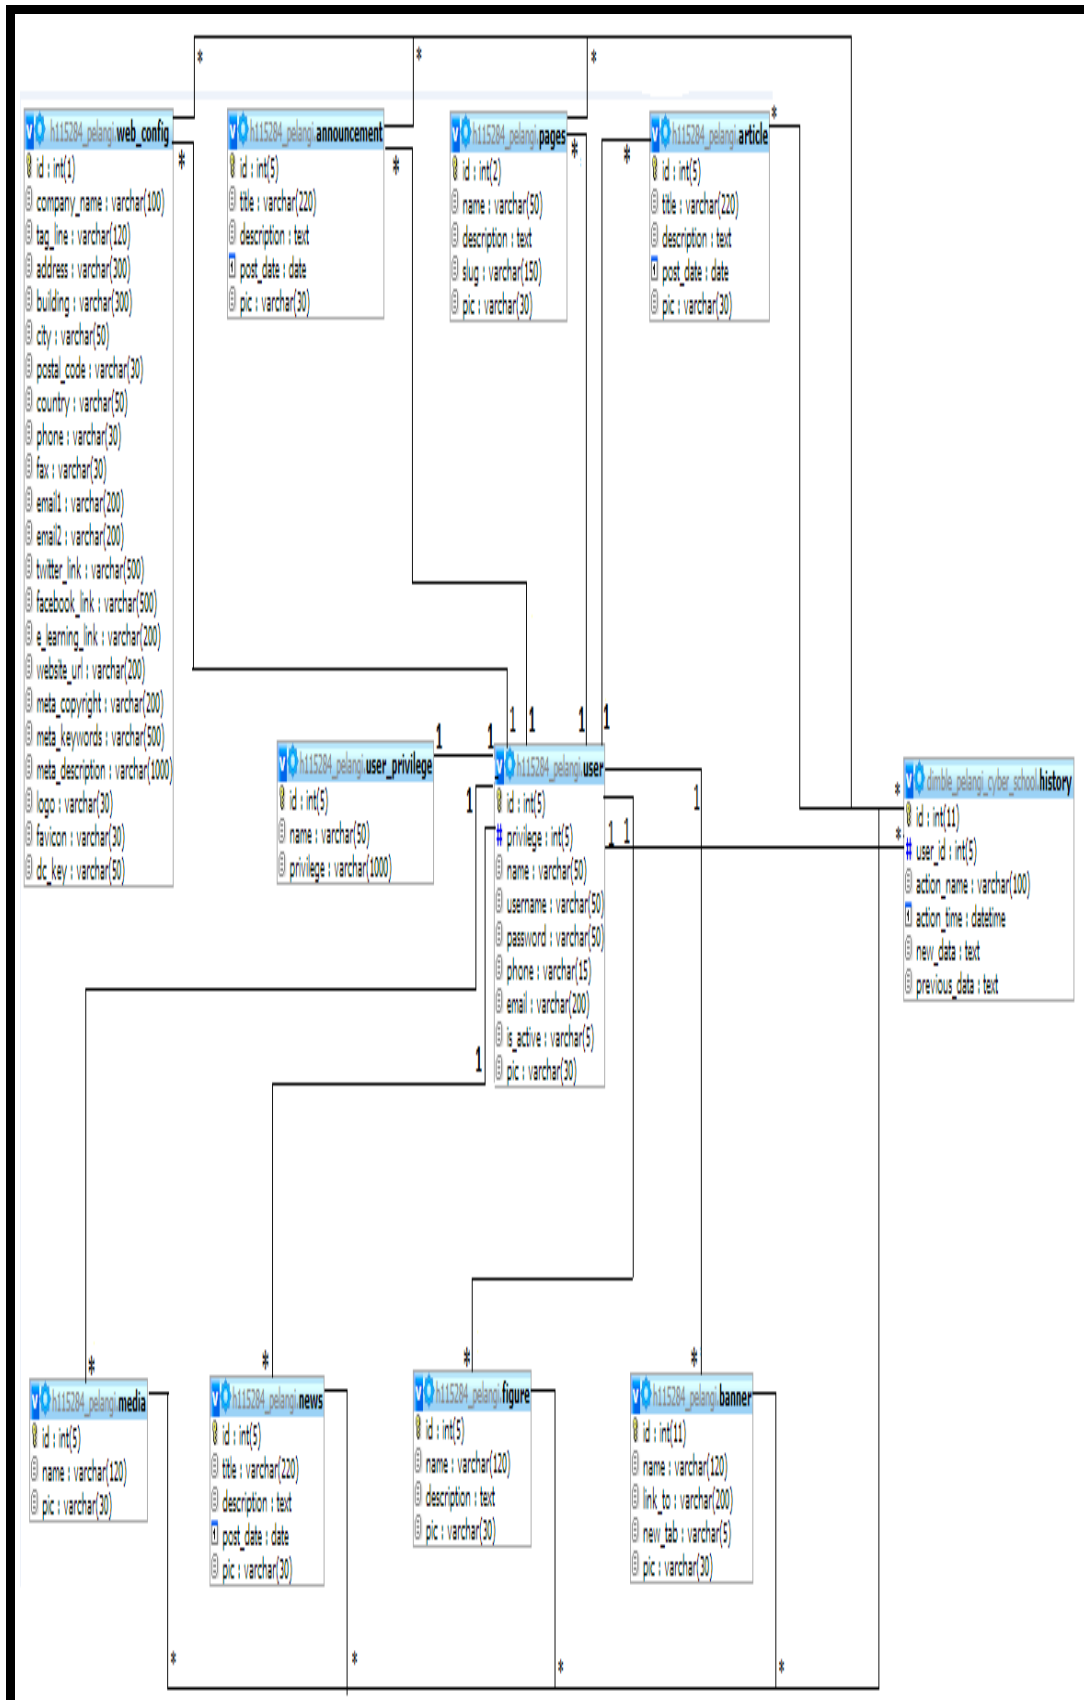 * * *
h115284_pelangi web_config
*
id : int(1)
company_name : varchar(100)
tag_line : varchar(120)
address : varchar(300)
building : varchar(300)
city : varchar(50)
postal_code : varchar(30)
country : varchar(50)
phone : varchar(30)
fax : varchar(30)
email1 : varchar(200)
email2 : varchar(200)
twitter_link : varchar(500)
facebook_link : varchar(500)
e_learning_link : varchar(200)
website_url : varchar(200)
meta_copyright : varchar(200)
meta_keywords : varchar(500)
meta_description : varchar(1000)
logo : varchar(30)
favicon : varchar(30)
dc_key : varchar(50)
h115284_pelangi announcement
*
id : int(5)
title : varchar(220)
description : text
post_date : date
pic : varchar(30)
h115284_pelangi pages
*
id : int(2)
name : varchar(50)
description : text
slug : varchar(150)
pic : varchar(30)
*
h115284_pelangi article
*
id : int(5)
title : varchar(220)
description : text
post_date : date
pic : varchar(30)
1 1 1 1
1 1
h115284_pelangi user_privilege
id : int(5)
name : varchar(50)
privilege : varchar(1000)
h115284_pelangi user
id : int(5)
privilege : int(5)
name : varchar(50)
username : varchar(50)
password : varchar(50)
phone : varchar(15)
email : varchar(200)
is_active : varchar(5)
pic : varchar(30)
1 1
1 1
1
*
dimble_pelangi_cyber_school history
id : int(11)
*
user_id : int(5)
action_name : varchar(100)
action_time : datetime
new_data : text
previous_data : text
* * * *
h115284_pelangi media
id : int(5)
name : varchar(120)
pic : varchar(30)
h115284_pelangi news
id : int(5)
title : varchar(220)
description : text
post_date : date
pic : varchar(30)
h115284_pelangi figure
id : int(5)
name : varchar(120)
description : text
pic : varchar(30)
h115284_pelangi banner
id : int(11)
name : varchar(120)
link_to : varchar(200)
new_tab : varchar(5)
pic : varchar(30)
* * * *